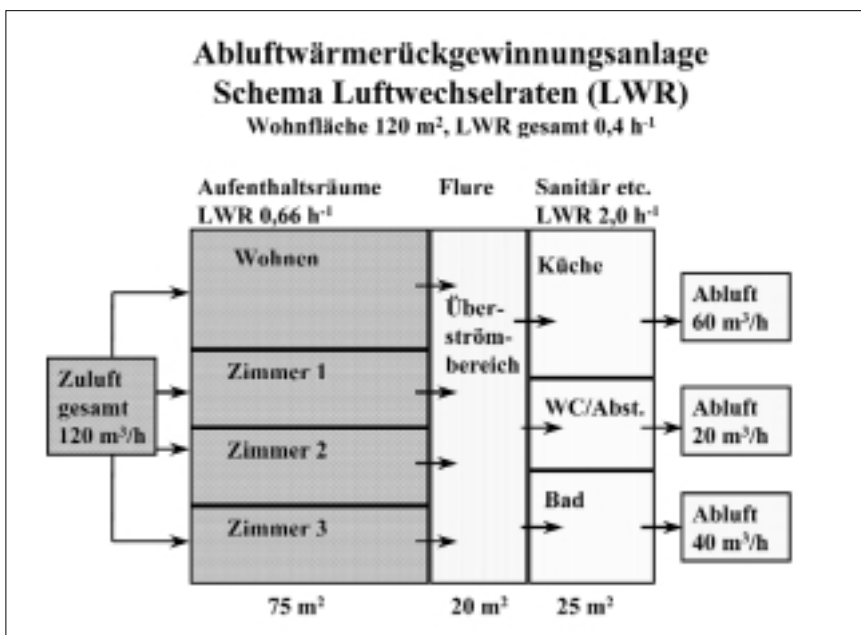 Abluftwärmerückgewinnungsanlage
Schema Luftwechselraten (LWR)
Wohnfläche 120 m², LWR gesamt 0,4 h⁻¹
Aufenthaltsräume
LWR 0,66 h⁻¹
Flure
Sanitär etc.
LWR 2,0 h⁻¹
Zuluft
gesamt
120 m³/h
Wohnen
Zimmer 1
Zimmer 2
Zimmer 3
Über-
ström-
bereich
Küche
WC/Abst.
Bad
Abluft
60 m³/h
Abluft
20 m³/h
Abluft
40 m³/h
75 m²
20 m²
25 m²